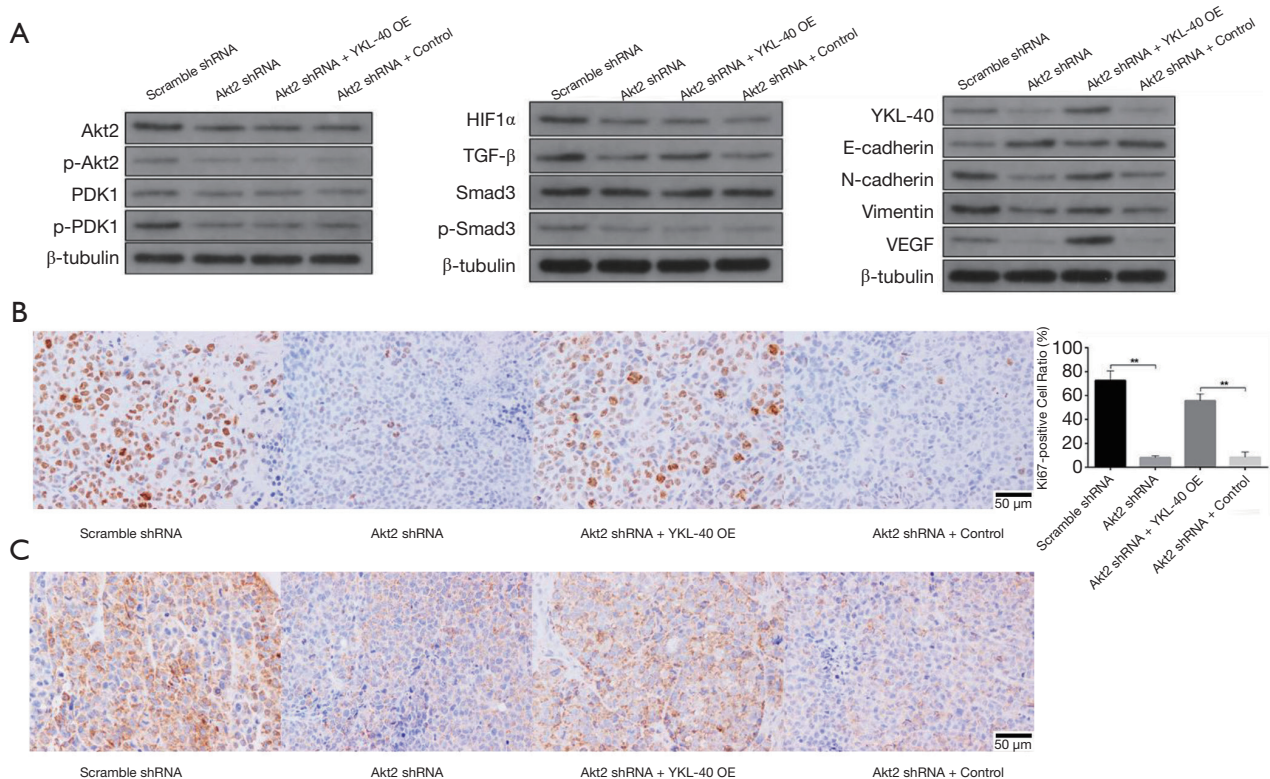 A
Scramble shRNA
Akt2 shRNA
Akt2 shRNA + YKL-40 OE
Akt2 shRNA + Control
Akt2
p-Akt2
PDK1
p-PDK1
β-tubulin
Scramble shRNA
Akt2 shRNA
Akt2 shRNA + YKL-40 OE
Akt2 shRNA + Control
HIF1α
TGF-β
Smad3
p-Smad3
β-tubulin
Scramble shRNA
Akt2 shRNA
Akt2 shRNA + YKL-40 OE
Akt2 shRNA + Control
YKL-40
E-cadherin
N-cadherin
Vimentin
VEGF
β-tubulin
B
50 µm
Scramble shRNA
Akt2 shRNA
Akt2 shRNA + YKL-40 OE
Akt2 shRNA + Control
Ki67-positive Cell Ratio (%)
100
80
60
40
20
0
**
**
Scramble shRNA
Akt2 shRNA
Akt2 shRNA + YKL-40 OE
Akt2 shRNA + Control
C
50 µm
Scramble shRNA
Akt2 shRNA
Akt2 shRNA + YKL-40 OE
Akt2 shRNA + Control